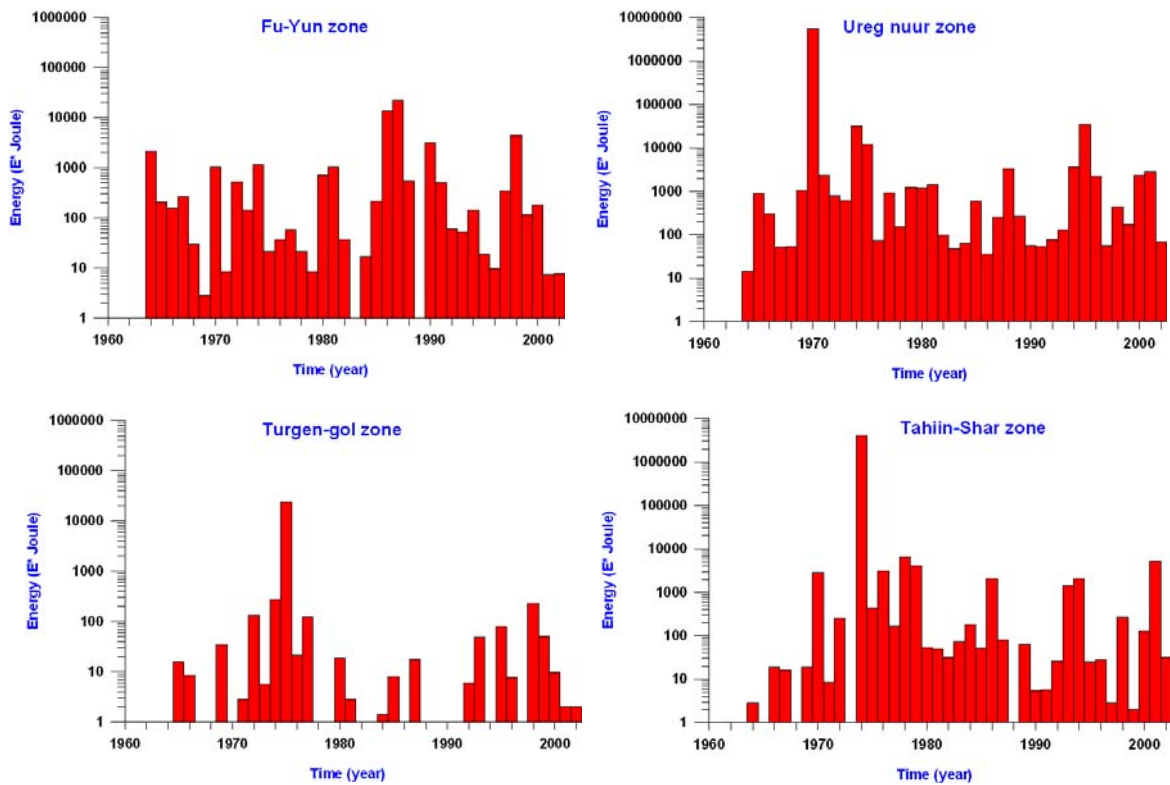 Fu-Yun zone
Energy (E* Joule)
1000000
100000
10000
1000
100
10
1
1960 1970 1980 1990 2000
Time (year)
Ureg nuur zone
Energy (E* Joule)
10000000
1000000
100000
10000
1000
100
10
1
1960 1970 1980 1990 2000
Time (year)
Turgen-gol zone
Energy (E* Joule)
1000000
100000
10000
1000
100
10
1
1960 1970 1980 1990 2000
Time (year)
Tahiin-Shar zone
Energy (E* Joule)
10000000
1000000
100000
10000
1000
100
10
1
1960 1970 1980 1990 2000
Time (year)